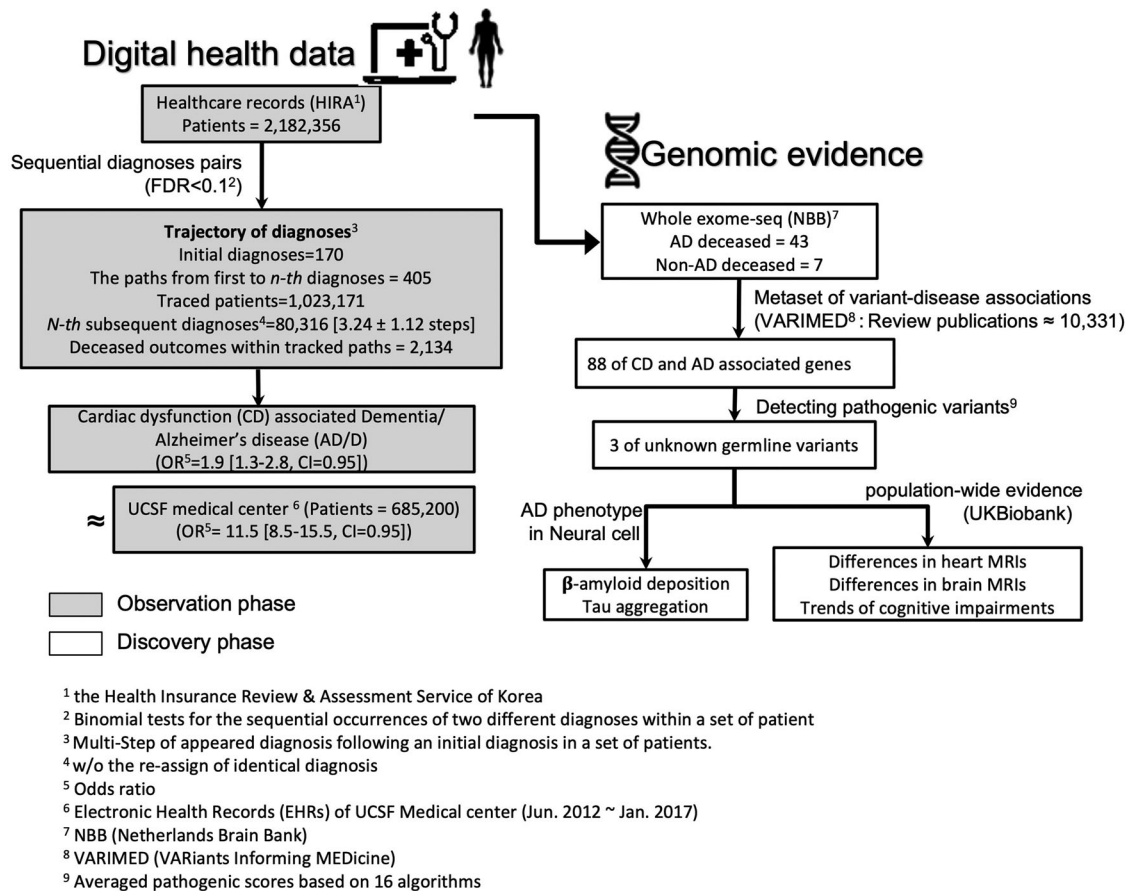 Digital health data
Healthcare records (HIRA¹)
Patients = 2,182,356
Sequential diagnoses pairs
(FDR<0.1²)
Trajectory of diagnoses³
Initial diagnoses=170
The paths from first to n-th diagnoses = 405
Traced patients=1,023,171
N-th subsequent diagnoses⁴=80,316 [3.24 ± 1.12 steps]
Deceased outcomes within tracked paths = 2,134
Cardiac dysfunction (CD) associated Dementia/
Alzheimer's disease (AD/D)
(OR⁵=1.9 [1.3-2.8, CI=0.95])
≈
UCSF medical center ⁶ (Patients = 685,200)
(OR⁵= 11.5 [8.5-15.5, CI=0.95])
Observation phase
Discovery phase
Genomic evidence
Whole exome-seq (NBB)⁷
AD deceased = 43
Non-AD deceased = 7
Metaset of variant-disease associations
(VARIMED⁸ : Review publications ≈ 10,331)
88 of CD and AD associated genes
Detecting pathogenic variants⁹
3 of unknown germline variants
AD phenotype
in Neural cell
population-wide evidence
(UKBiobank)
β-amyloid deposition
Tau aggregation
Differences in heart MRIs
Differences in brain MRIs
Trends of cognitive impairments
¹ the Health Insurance Review & Assessment Service of Korea
² Binomial tests for the sequential occurrences of two different diagnoses within a set of patient
³ Multi-Step of appeared diagnosis following an initial diagnosis in a set of patients.
⁴ w/o the re-assign of identical diagnosis
⁵ Odds ratio
⁶ Electronic Health Records (EHRs) of UCSF Medical center (Jun. 2012 ~ Jan. 2017)
⁷ NBB (Netherlands Brain Bank)
⁸ VARIMED (VARiants Informing MEDicine)
⁹ Averaged pathogenic scores based on 16 algorithms